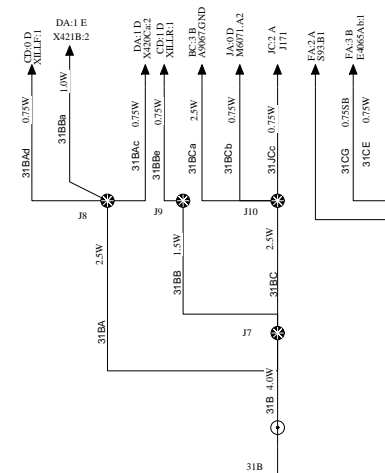 CD:0 D
XILLF:1
DA:1 E
X421B:2
DA:1 D
X420Ca:2
CD:1 D
XILLR:1
BC:3 B
A9067.GND
JA:0 D
M6071.A2
JC:2 A
J171
FA:2 A
S93.B1
FA:3 B
E4065Ab:1
0.75W
1.0W
0.75W
0.75W
2.5W
0.75W
0.75W
0.75SB
0.75W
31BAd
31BBa
31BAc
31BBe
31BCa
31BCb
31JCc
31CG
31CE
J8
J9
J10
2.5W
1.5W
2.5W
31BA
31BB
31BC
J7
4.0W
31B
31B